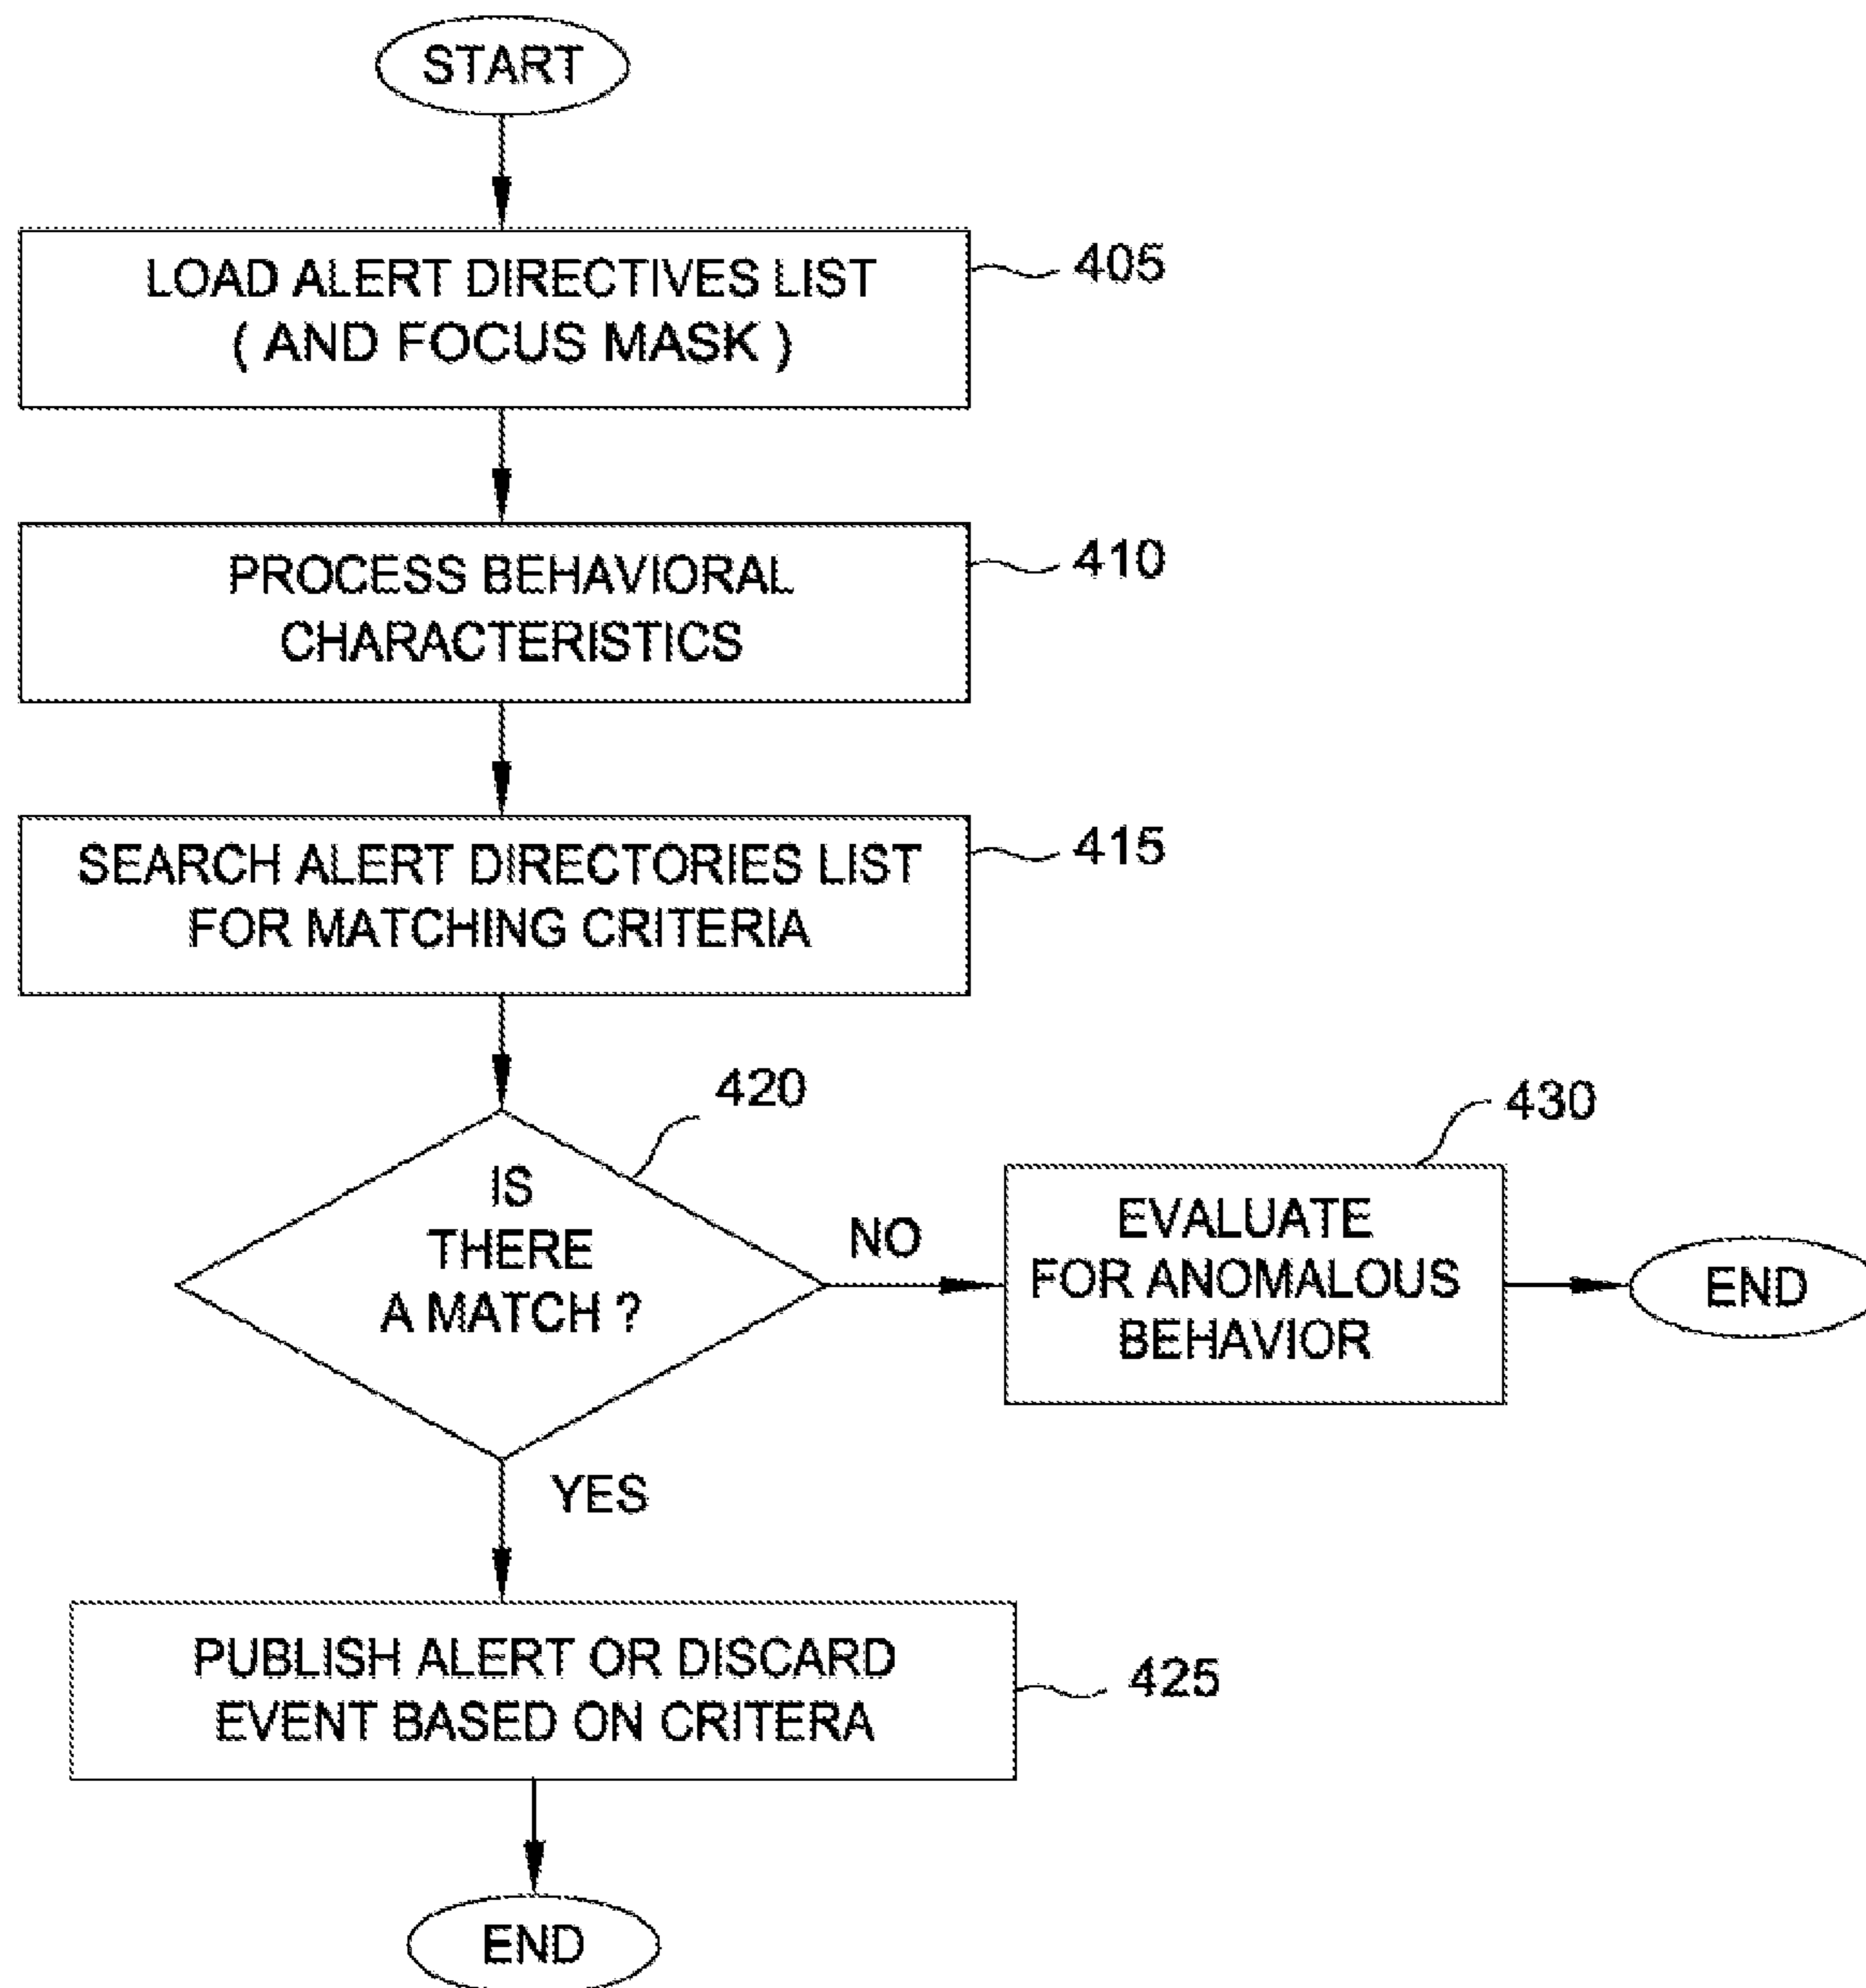 START
LOAD ALERT DIRECTIVES LIST
( AND FOCUS MASK )
405
PROCESS BEHAVIORAL
CHARACTERISTICS
410
SEARCH ALERT DIRECTORIES LIST
FOR MATCHING CRITERIA
415
IS
THERE
A MATCH ?
420
NO
EVALUATE
FOR ANOMALOUS
BEHAVIOR
430
END
YES
PUBLISH ALERT OR DISCARD
EVENT BASED ON CRITERA
425
END